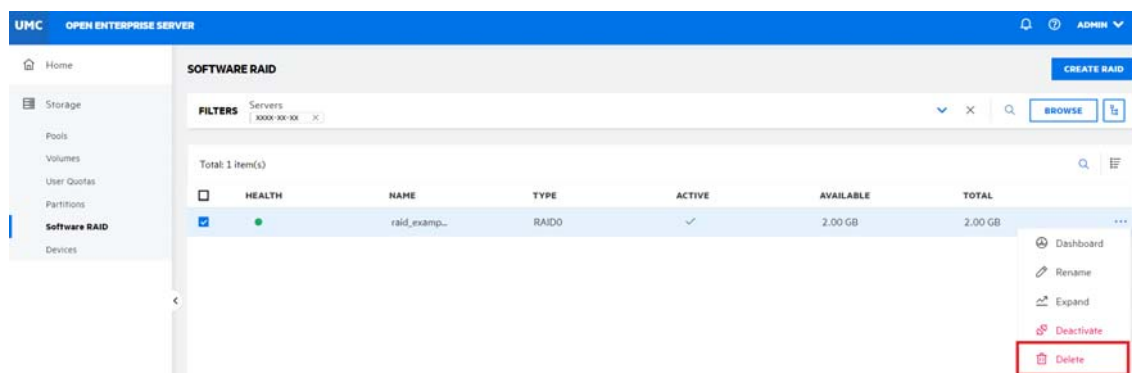 UMC OPEN ENTERPRISE SERVER ADMIN
Home
Storage
Pools
Volumes
User Quotas
Partitions
Software RAID
Devices
SOFTWARE RAID
CREATE RAID
FILTERS Servers
xxxx-xx-xx
BROWSE
Total: 1 item(s)
HEALTH NAME TYPE ACTIVE AVAILABLE TOTAL
raid_examp... RAID0 2.00 GB 2.00 GB
Dashboard
Rename
Expand
Deactivate
Delete